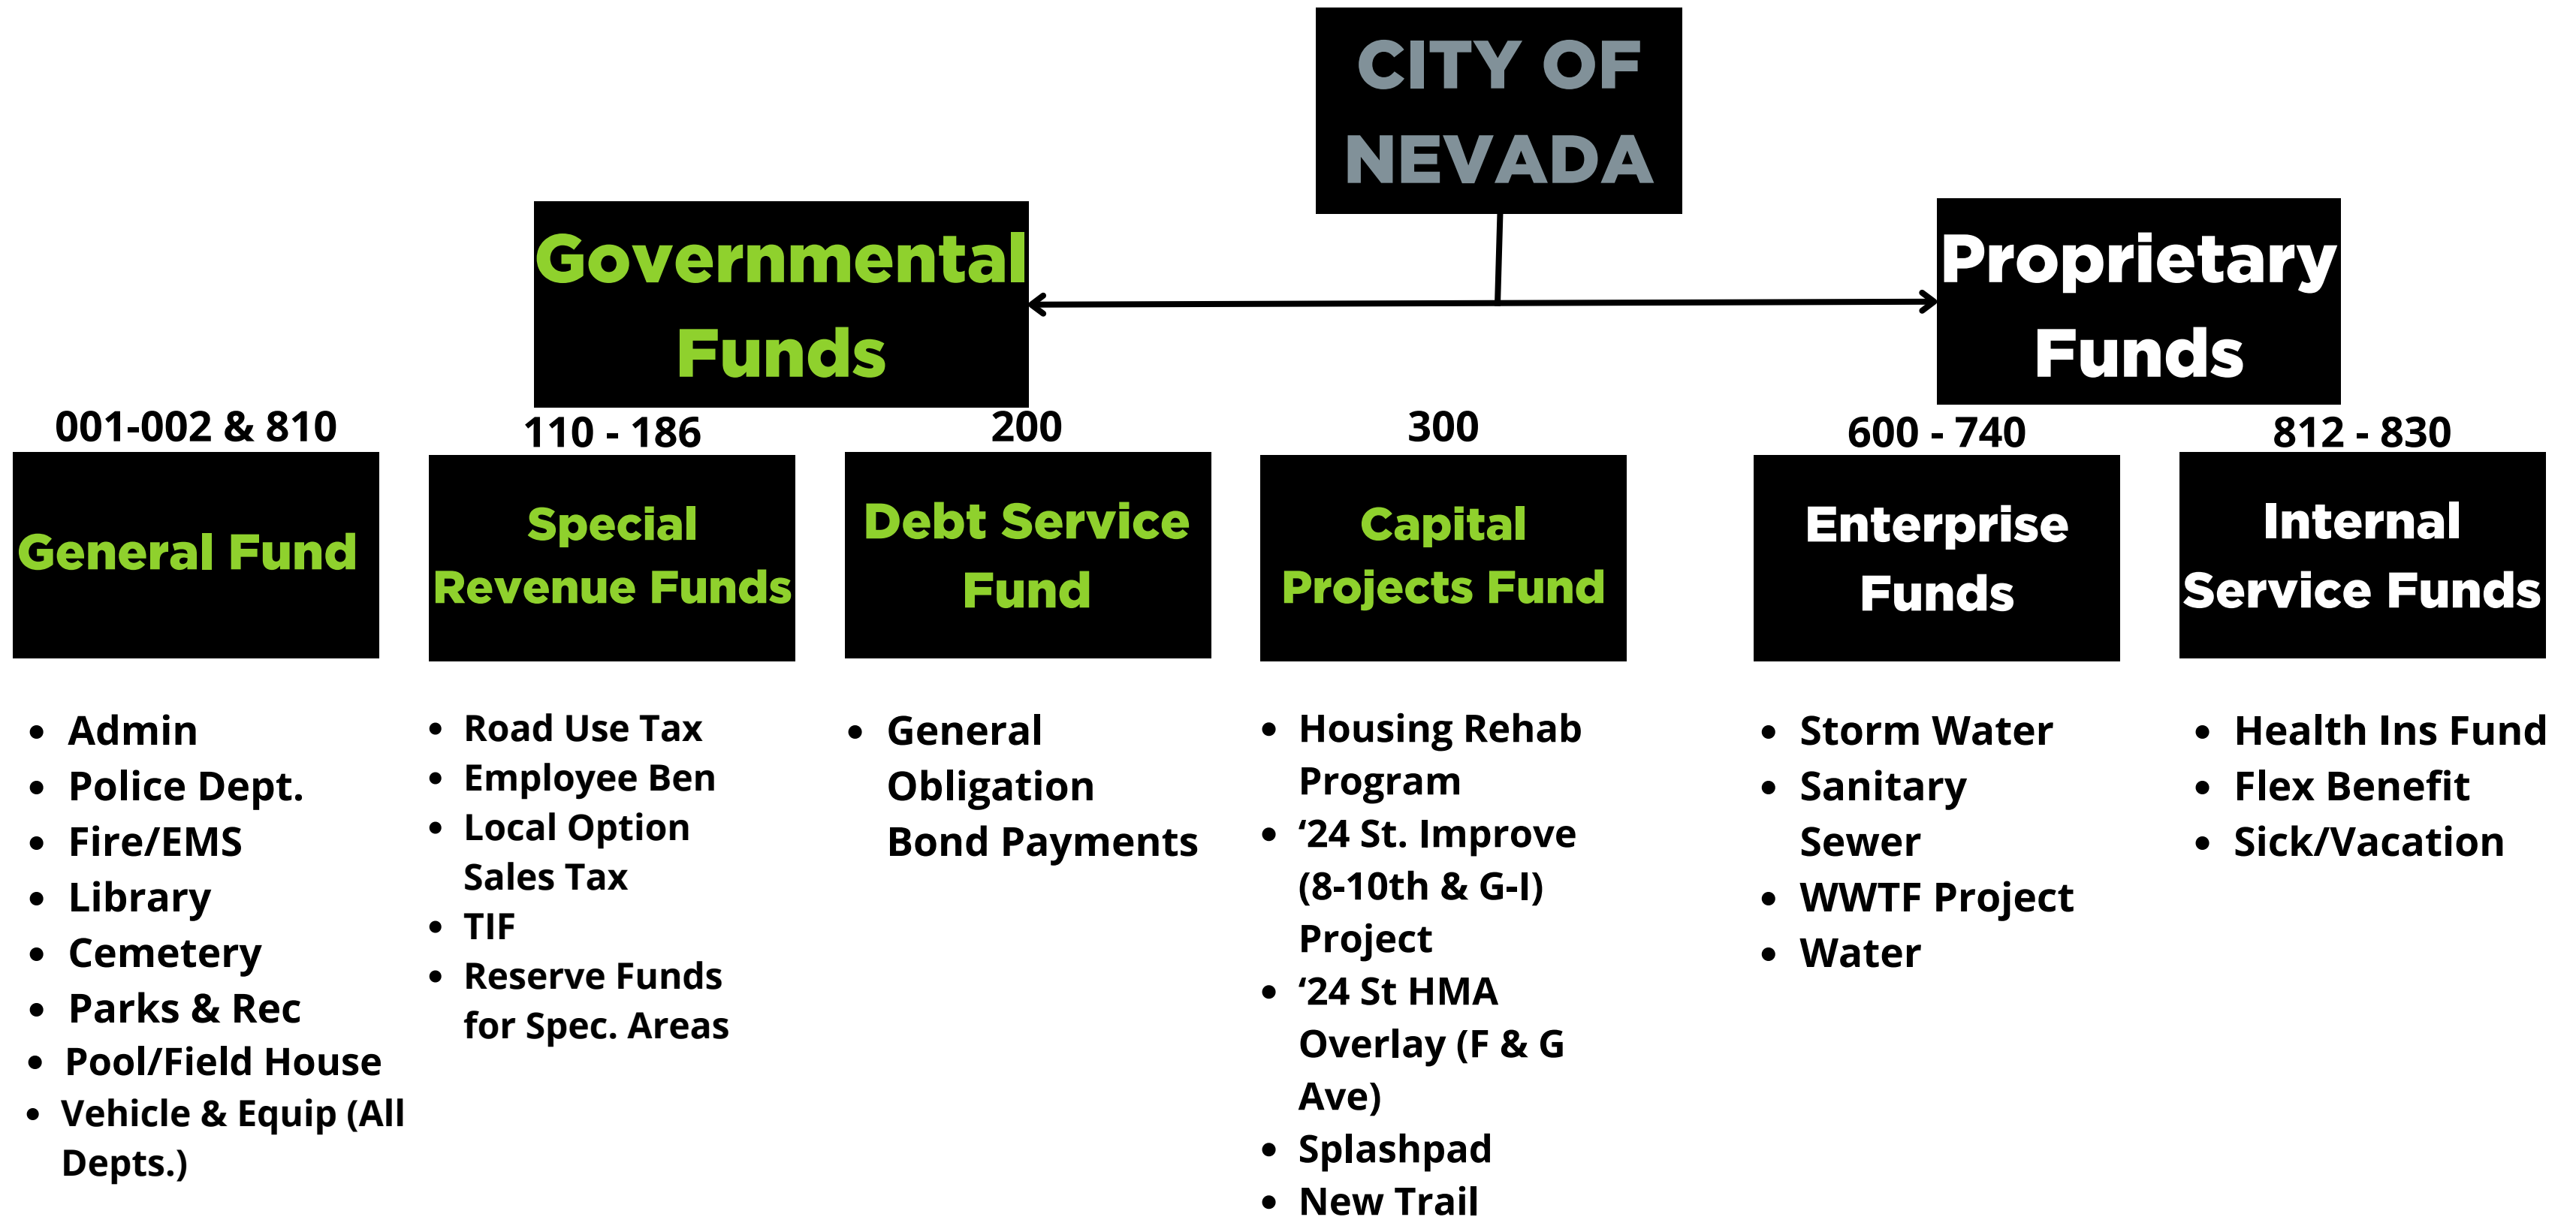 CITY OF
NEVADA
Governmental
Funds
Proprietary
Funds
001-002 & 810
General Fund
• Admin
• Police Dept.
• Fire/EMS
• Library
• Cemetery
• Parks & Rec
• Pool/Field House
• Vehicle & Equip (All
Depts.)
110 - 186
Special
Revenue Funds
• Road Use Tax
• Employee Ben
• Local Option
Sales Tax
• TIF
• Reserve Funds
for Spec. Areas
200
Debt Service
Fund
• General
Obligation
Bond Payments
300
Capital
Projects Fund
• Housing Rehab
Program
• ‘24 St. Improve
(8-10th & G-I)
Project
• ‘24 St HMA
Overlay (F & G
Ave)
• Splashpad
• New Trail
600 - 740
Enterprise
Funds
• Storm Water
• Sanitary
Sewer
• WWTF Project
• Water
812 - 830
Internal
Service Funds
• Health Ins Fund
• Flex Benefit
• Sick/Vacation